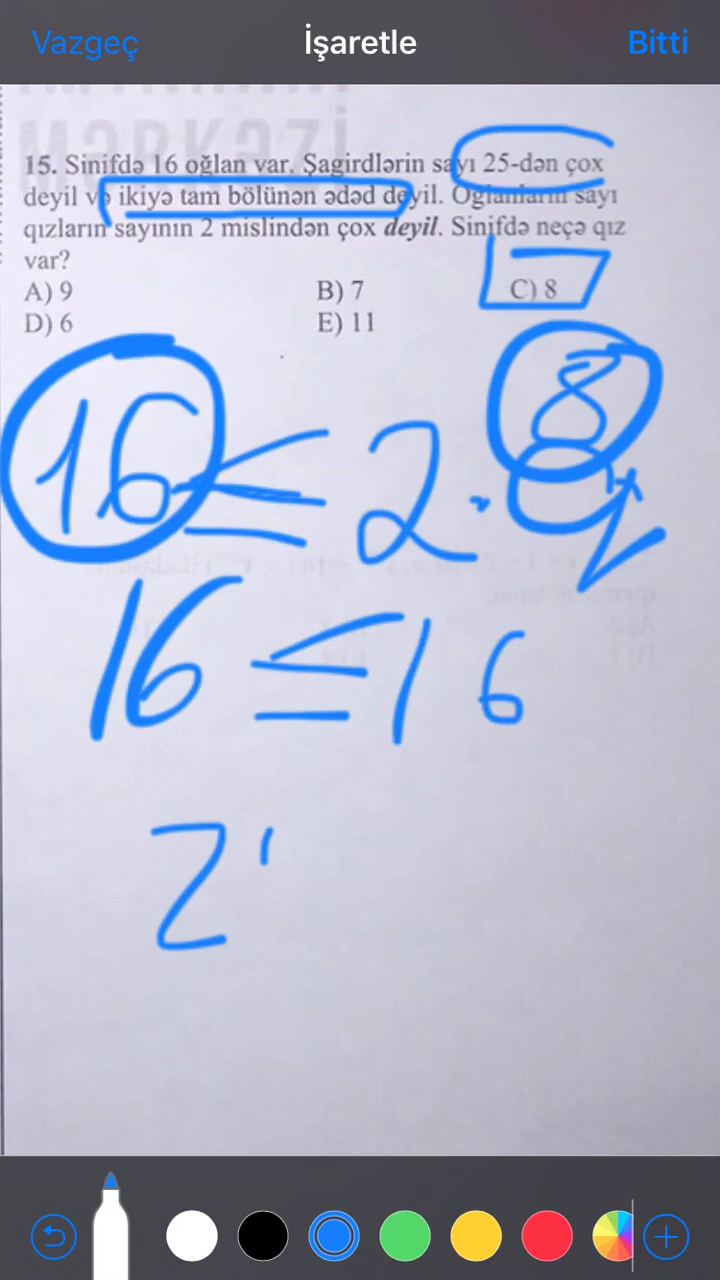 Vazgeç İşaretle Bitti
MƏRKƏZİ
15. Sinifdə 16 oğlan var. Şagirdlərin sayı 25-dən çox
deyil və ikiyə tam bölünən ədəd deyil. Oğlanların sayı
qızların sayının 2 mislindən çox deyil. Sinifdə neçə qız
var?
A) 9 B) 7 C) 8
D) 6 E) 11
16 ≤ 2 · 8
16 ≤ 16
2